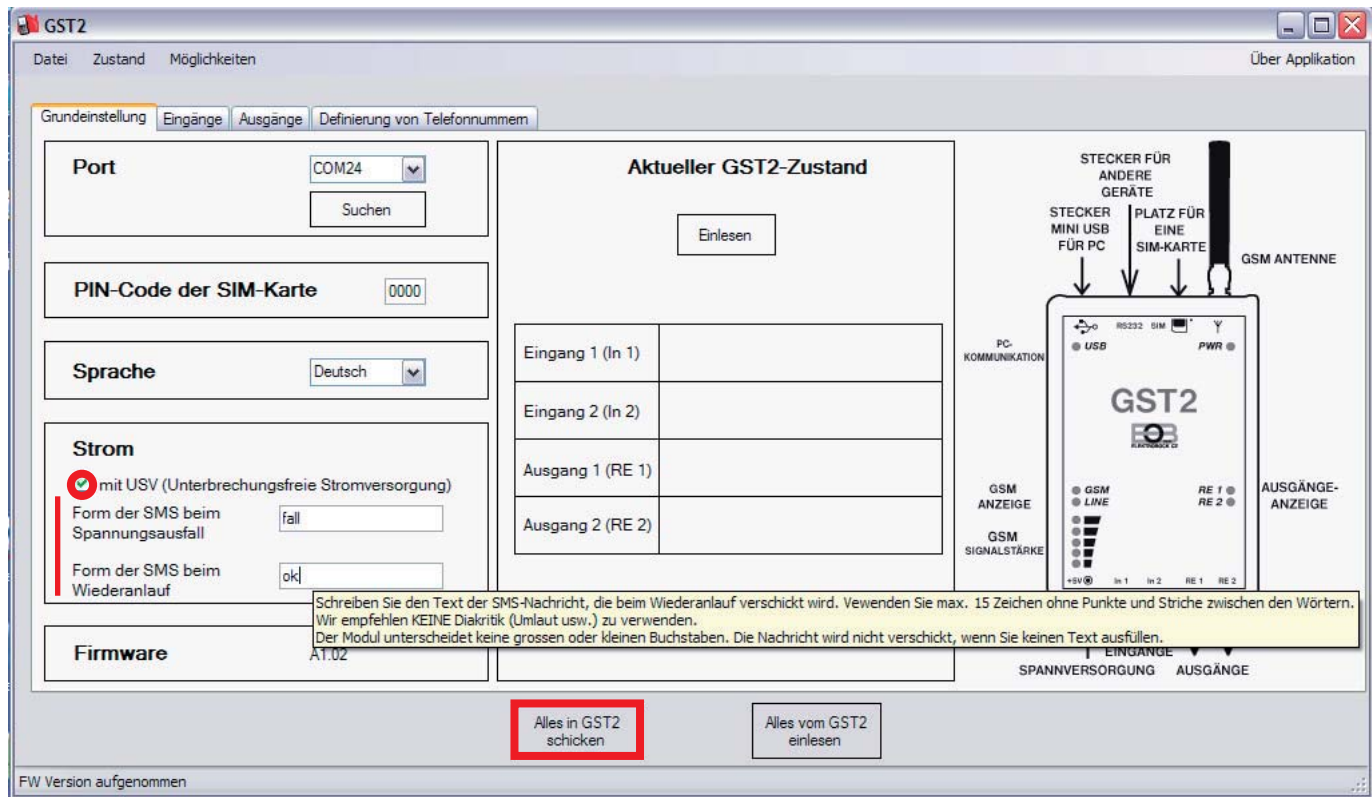 GST2
Datei Zustand Möglichkeiten Über Applikation
Grundeinstellung Eingänge Ausgänge Definierung von Telefonnummern
Port COM24
Suchen
PIN-Code der SIM-Karte 0000
Sprache Deutsch
Strom
mit USV (Unterbrechungsfreie Stromversorgung)
Form der SMS beim
Spannungsausfall
fall
Form der SMS beim
Wiederanlauf
ok
Schreiben Sie den Text der SMS-Nachricht, die beim Wiederanlauf verschickt wird. Vewenden Sie max. 15 Zeichen ohne Punkte und Striche zwischen den Wörtern.
Wir empfehlen KEINE Diakritik (Umlaut usw.) zu verwenden.
Der Modul unterscheidet keine grossen oder kleinen Buchstaben. Die Nachricht wird nicht verschickt, wenn Sie keinen Text ausfüllen.
Firmware A1.02
Aktueller GST2-Zustand
Einlesen
Eingang 1 (In 1)
Eingang 2 (In 2)
Ausgang 1 (RE 1)
Ausgang 2 (RE 2)
STECKER FÜR
ANDERE
GERÄTE
STECKER
MINI USB
FÜR PC
PLATZ FÜR
EINE
SIM-KARTE
GSM ANTENNE
RS232 SIM
PC-
KOMMUNIKATION
USB PWR
GST2
EOB
ELEKTROBOCK CZ
GSM
ANZEIGE
GSM
LINE
RE 1
RE 2
AUSGÄNGE-
ANZEIGE
GSM
SIGNALSTÄRKE
+5V In 1 In 2 RE 1 RE 2
EINGÄNGE
SPANNVERSORGUNG AUSGÄNGE
Alles in GST2
schicken
Alles vom GST2
einlesen
FW Version aufgenommen